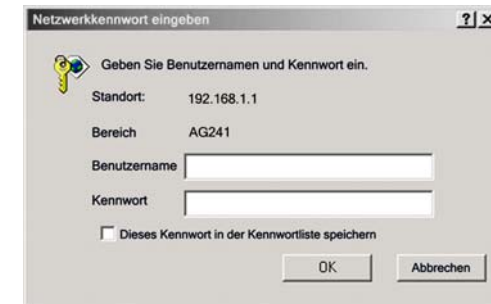 Netzwerkkennwort eingeben
Geben Sie Benutzernamen und Kennwort ein.
Standort: 192.168.1.1
Bereich AG241
Benutzername
Kennwort
Dieses Kennwort in der Kennwortliste speichern
OK Abbrechen